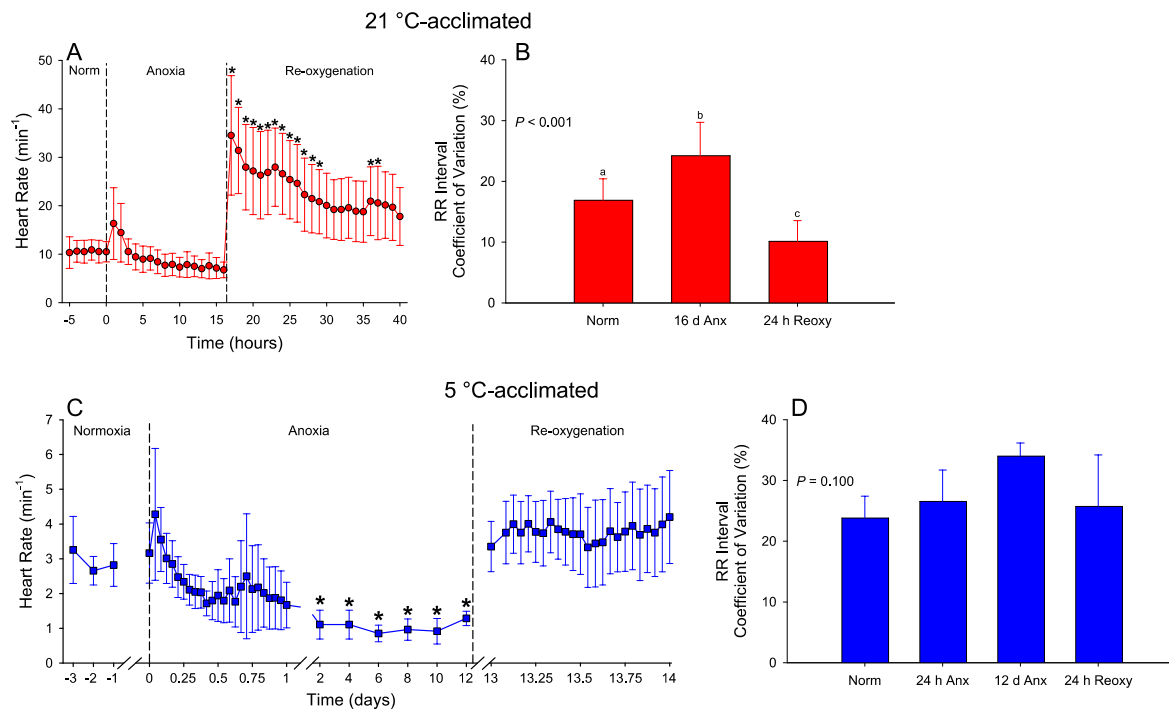 21 °C-acclimated
A
50
40
30
20
10
0
Heart Rate (min⁻¹)
Norm
Anoxia
Re-oxygenation
* * * * * * * * * * * * * * *
-5 0 5 10 15 20 25 30 35 40
Time (hours)
B
40
30
20
10
0
RR Interval
Coefficient of Variation (%)
P < 0.001
a
b
c
Norm 16 d Anx 24 h Reoxy
5 °C-acclimated
C
7
6
5
4
3
2
1
0
Heart Rate (min⁻¹)
Normoxia
Anoxia
Re-oxygenation
* * * * * *
-3 -2 -1 0 0.25 0.5 0.75 1 2 4 6 8 10 12 13 13.25 13.5 13.75 14
Time (days)
D
40
30
20
10
0
RR Interval
Coefficient of Variation (%)
P = 0.100
Norm 24 h Anx 12 d Anx 24 h Reoxy